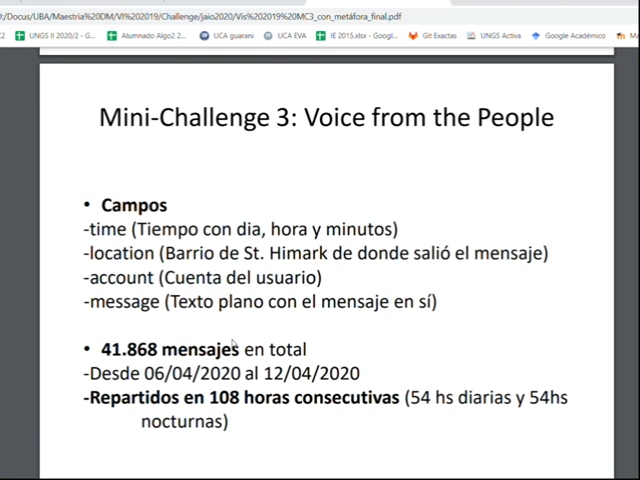 :/Docus/UBA/Maestria%20DM/VI%202019/Challenge/jaio2020/Vis%202019%20MC3_con_metáfora_final.pdf
C2 UNGS II 2020/2 - G... Alumnado Algo2 2... UCA guarani UCA EVA IE 2015.xlsx - Googl... Git Exactas UNGS Activa Google Académico Ma
Mini-Challenge 3: Voice from the People
• Campos
-time (Tiempo con dia, hora y minutos)
-location (Barrio de St. Himark de donde salió el mensaje)
-account (Cuenta del usuario)
-message (Texto plano con el mensaje en sí)
• 41.868 mensajes en total
-Desde 06/04/2020 al 12/04/2020
-Repartidos en 108 horas consecutivas (54 hs diarias y 54hs
nocturnas)